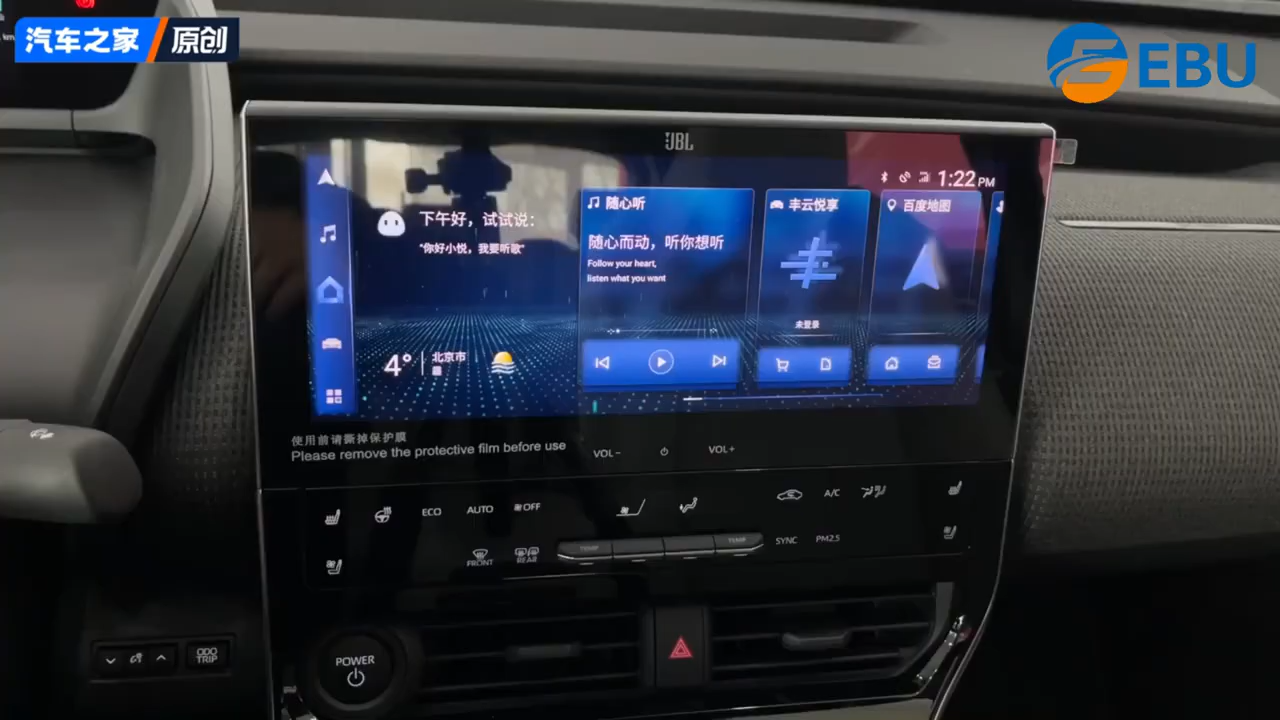 汽车之家
原创
EBU
km
JBL
1:22 PM
下午好，试试说：
"你好小悦，我要听歌"
4°
北京市
随心听
随心而动，听你想听
Follow your heart,
listen what you want
丰云悦享
未登录
百度地图
使用前请撕掉保护膜
Please remove the protective film before use
VOL-
VOL+
ECO
AUTO
OFF
A/C
FRONT
REAR
TEMP
TEMP
SYNC
PM2.5
ODO
TRIP
POWER